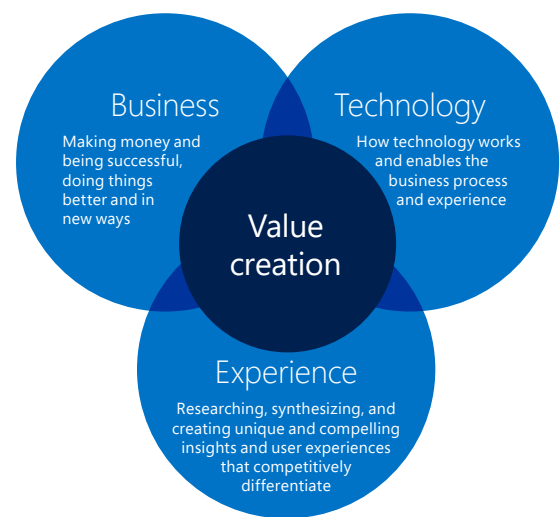 Business
Making money and
being successful,
doing things
better and in
new ways
Technology
How technology works
and enables the
business process
and experience
Value
creation
Experience
Researching, synthesizing, and
creating unique and compelling
insights and user experiences
that competitively
differentiate